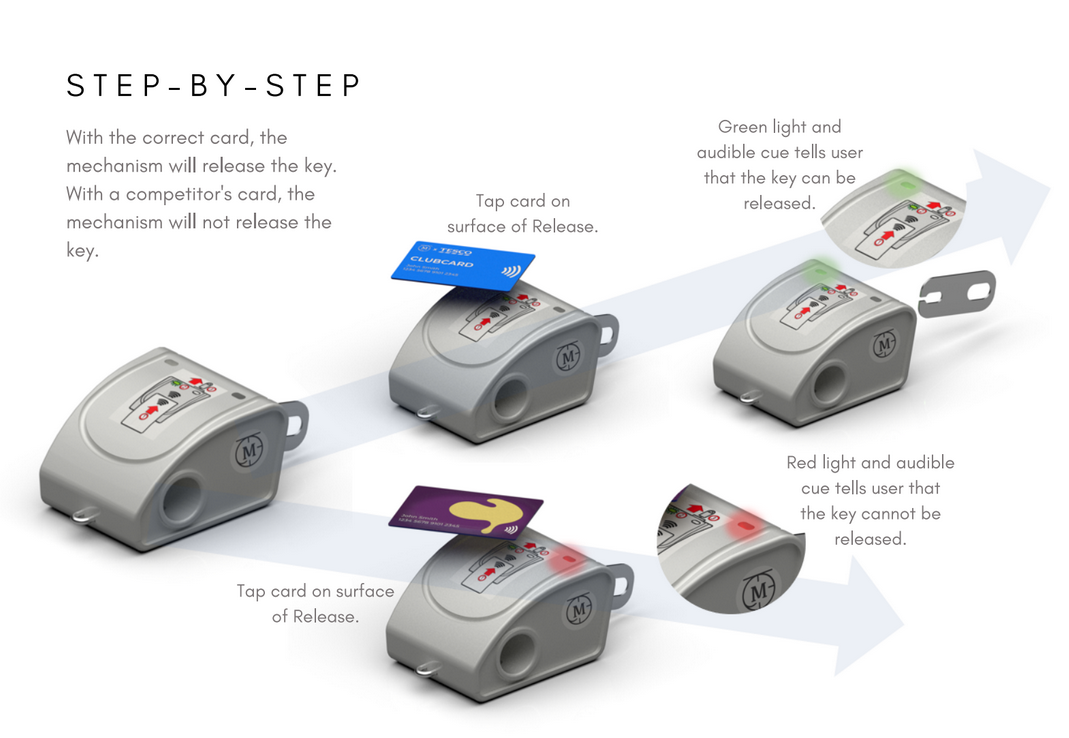 STEP-BY-STEP
With the correct card, the
mechanism will release the key.
With a competitor's card, the
mechanism will not release the
key.
Tap card on
surface of Release.
Green light and
audible cue tells user
that the key can be
released.
M + TESCO
CLUBCARD
M
M
M
Red light and audible
cue tells user that
the key cannot be
released.
Tap card on surface
of Release.
M
M